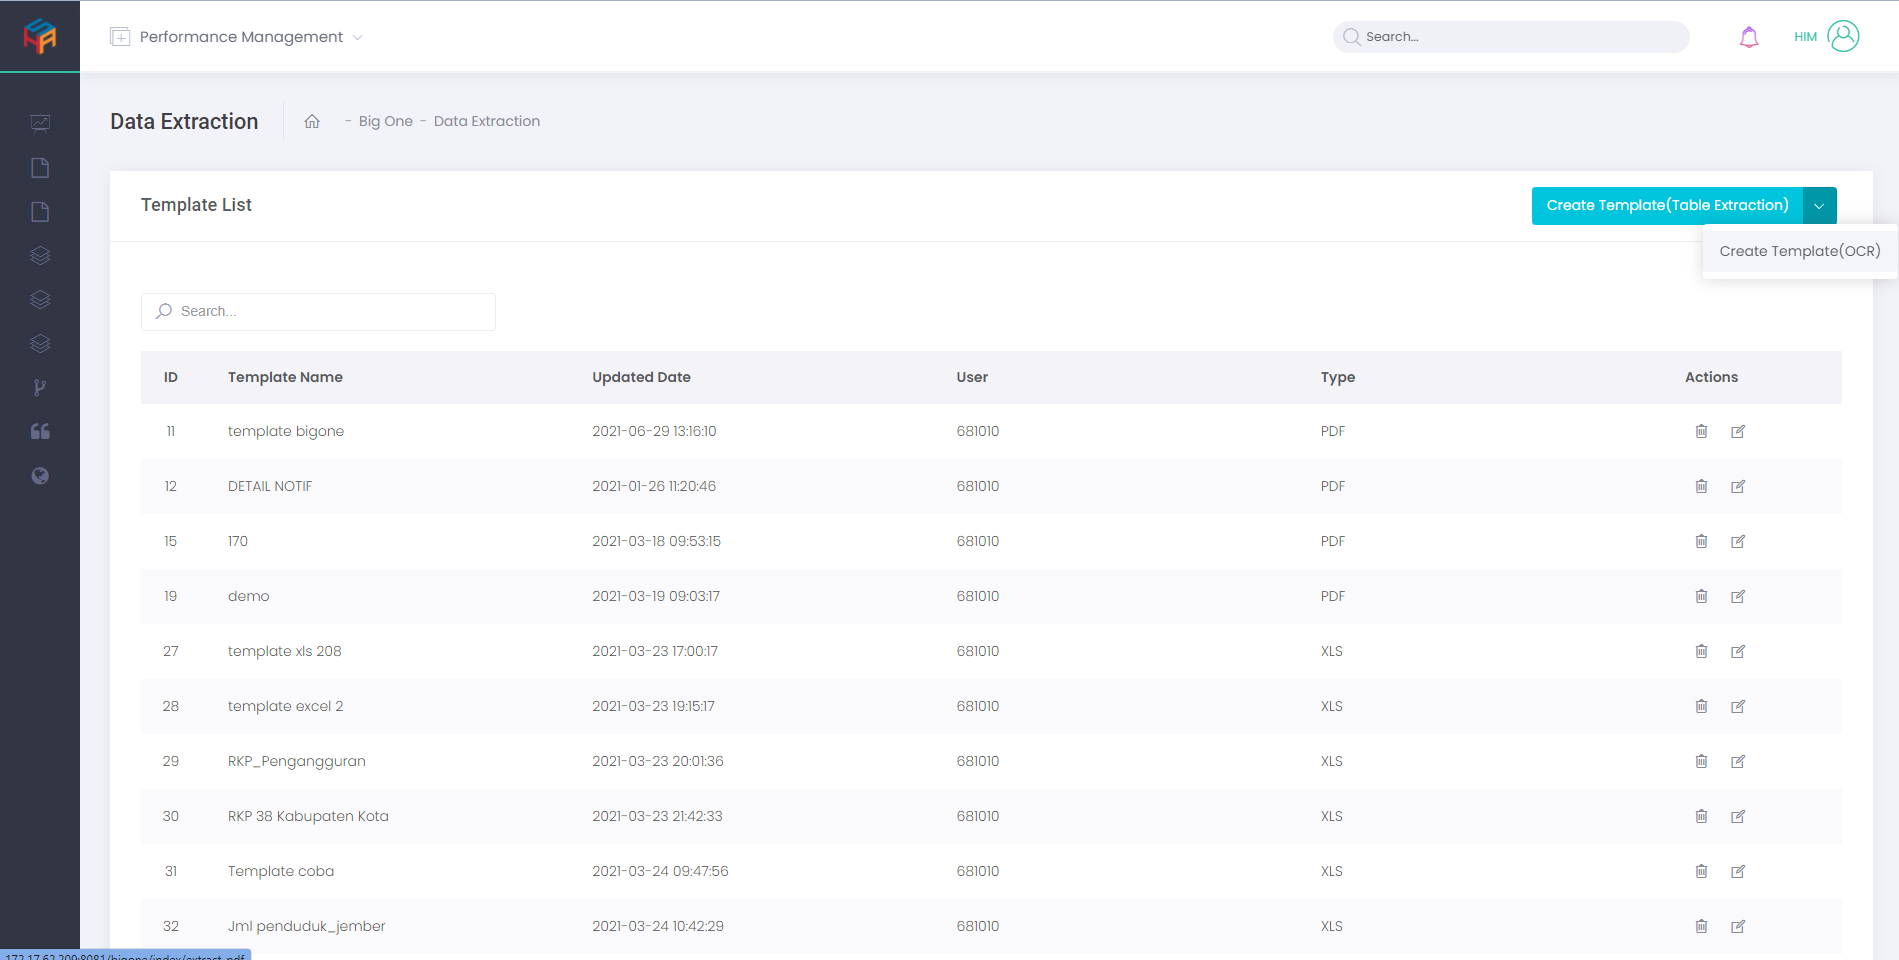 Performance Management
Search...
HIM
Data Extraction
- Big One - Data Extraction
Template List
Create Template(Table Extraction)
Create Template(OCR)
Search...
ID Template Name Updated Date User Type Actions
11 template bigone 2021-06-29 13:16:10 681010 PDF
12 DETAIL NOTIF 2021-01-26 11:20:46 681010 PDF
15 170 2021-03-18 09:53:15 681010 PDF
19 demo 2021-03-19 09:03:17 681010 PDF
27 template xls 208 2021-03-23 17:00:17 681010 XLS
28 template excel 2 2021-03-23 19:15:17 681010 XLS
29 RKP_Pengangguran 2021-03-23 20:01:36 681010 XLS
30 RKP 38 Kabupaten Kota 2021-03-23 21:42:33 681010 XLS
31 Template coba 2021-03-24 09:47:56 681010 XLS
32 Jml penduduk_jember 2021-03-24 10:42:29 681010 XLS